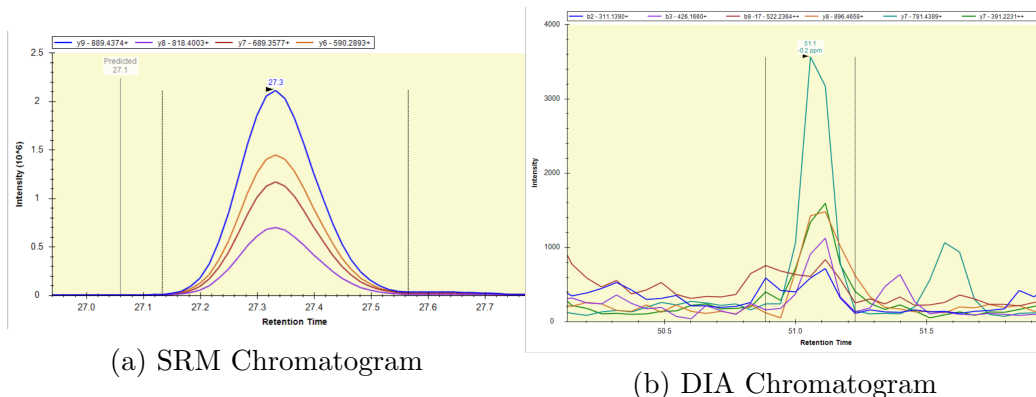 y9 - 889.4374+ y8 - 818.4003+ y7 - 689.3577+ y6 - 590.2893+
2.5
2
1.5
1
0.5
0
Intensity (10^6)
Predicted
27.1
27.3
27.0 27.1 27.2 27.3 27.4 27.5 27.6 27.7
Retention Time
(a) SRM Chromatogram
b2 - 311.1390+ b3 - 426.1660+ b9 -17 - 522.2364++ y8 - 896.4658+ y7 - 781.4389+ y7 - 391.2231++
4000
3000
2000
1000
0
Intensity
51.1
-0.2 ppm
50.5 51.0 51.5
Retention Time
(b) DIA Chromatogram